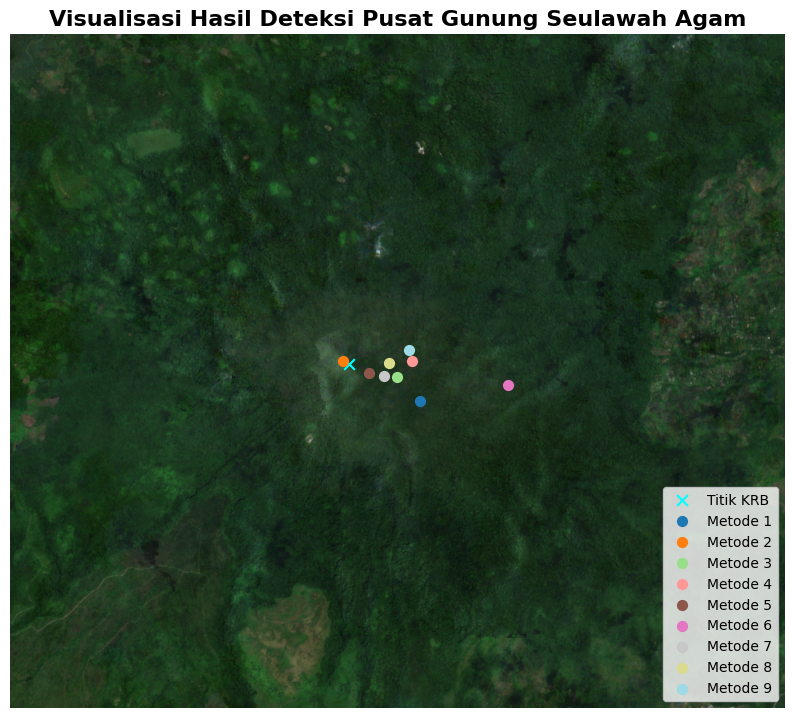 Visualisasi Hasil Deteksi Pusat Gunung Seulawah Agam
Titik KRB
Metode 1
Metode 2
Metode 3
Metode 4
Metode 5
Metode 6
Metode 7
Metode 8
Metode 9